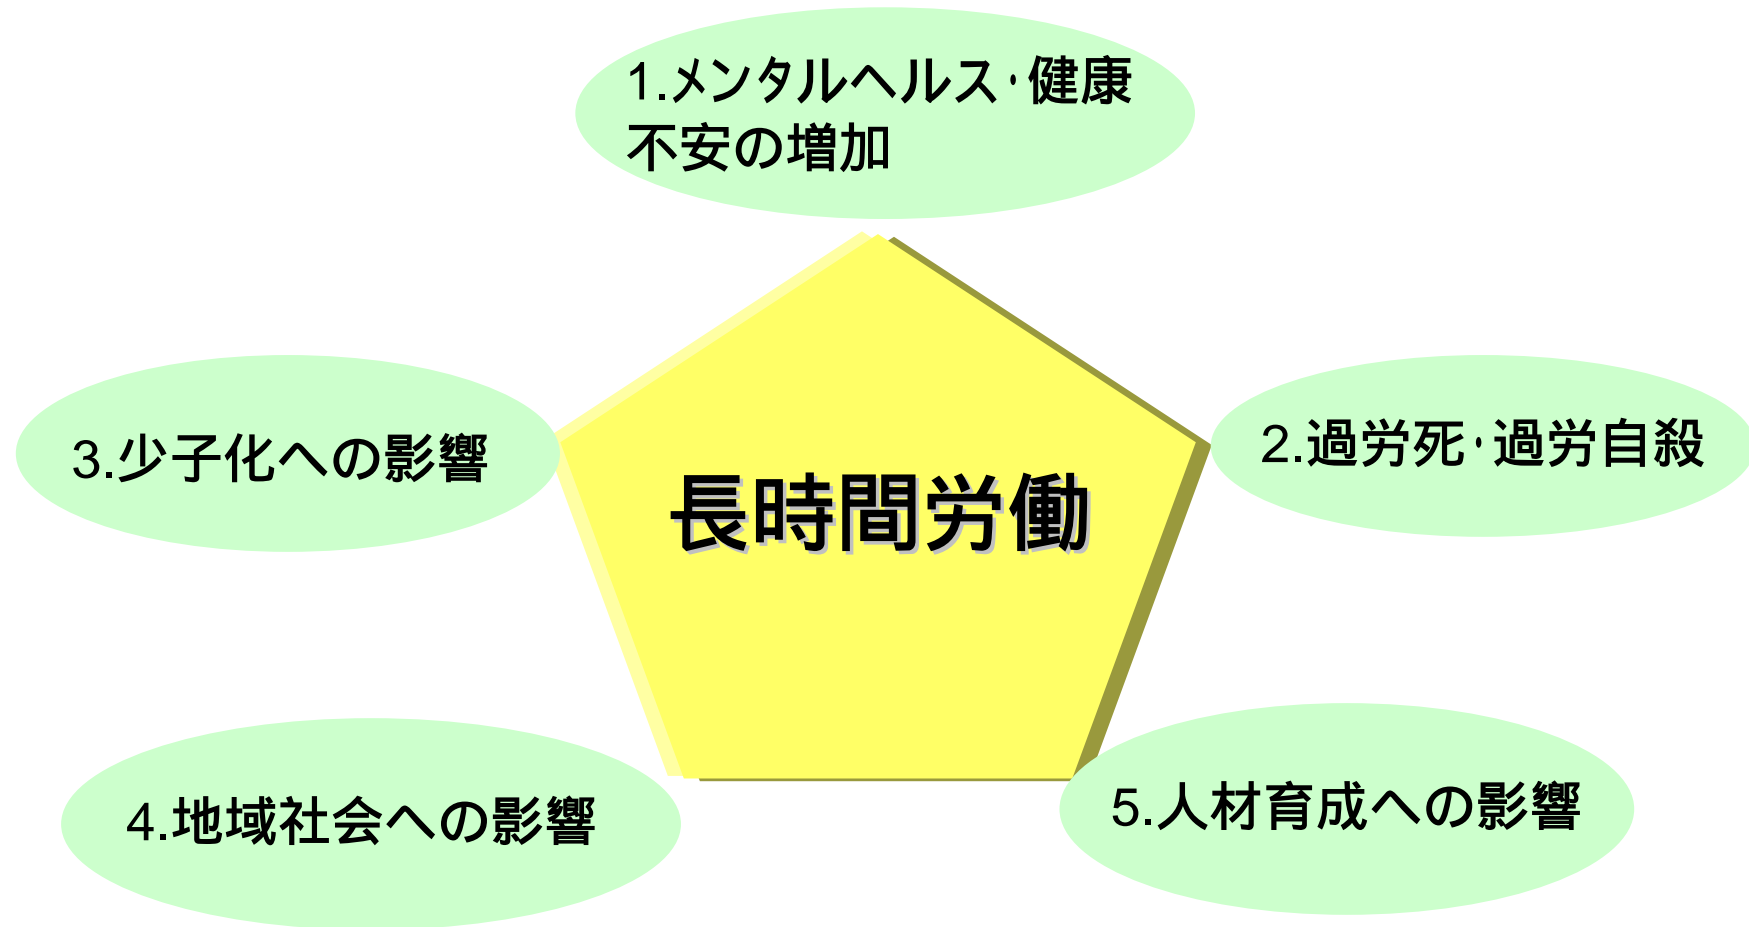 1.メンタルヘルス・健康
不安の増加
3.少子化への影響
2.過労死・過労自殺
長時間労働
4.地域社会への影響
5.人材育成への影響